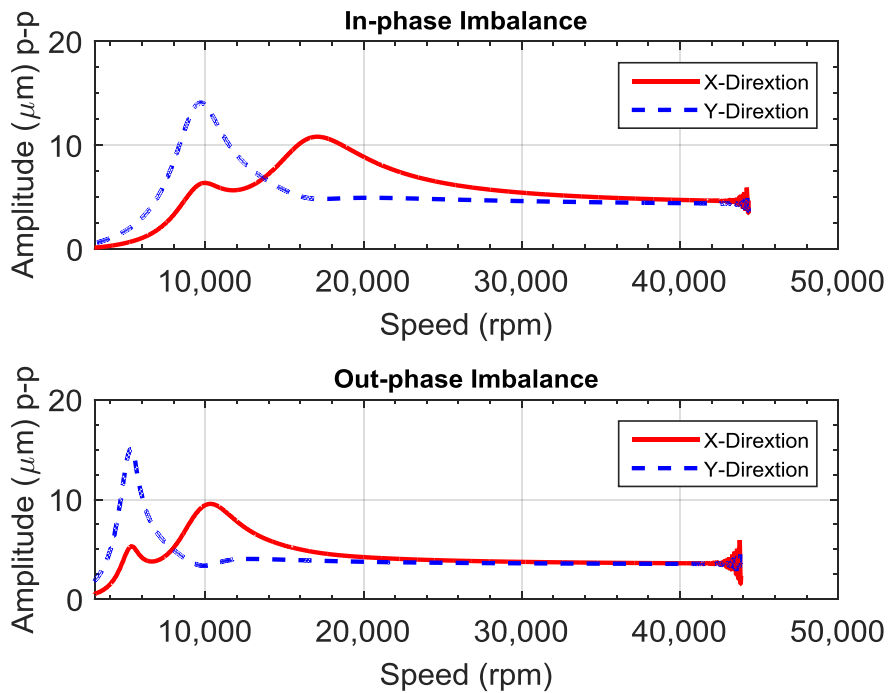 In-phase Imbalance
20
10
0
Amplitude (μm) p-p
X-Dirextion
Y-Dirextion
10,000 20,000 30,000 40,000 50,000
Speed (rpm)
Out-phase Imbalance
20
10
0
Amplitude (μm) p-p
X-Dirextion
Y-Dirextion
10,000 20,000 30,000 40,000 50,000
Speed (rpm)